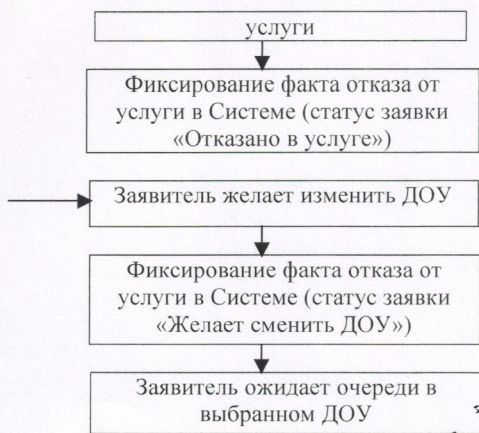 услуги
Фиксирование факта отказа от
услуги в Системе (статус заявки
«Отказано в услуге»)
Заявитель желает изменить ДОУ
Фиксирование факта отказа от
услуги в Системе (статус заявки
«Желает сменить ДОУ»)
Заявитель ожидает очереди в
выбранном ДОУ